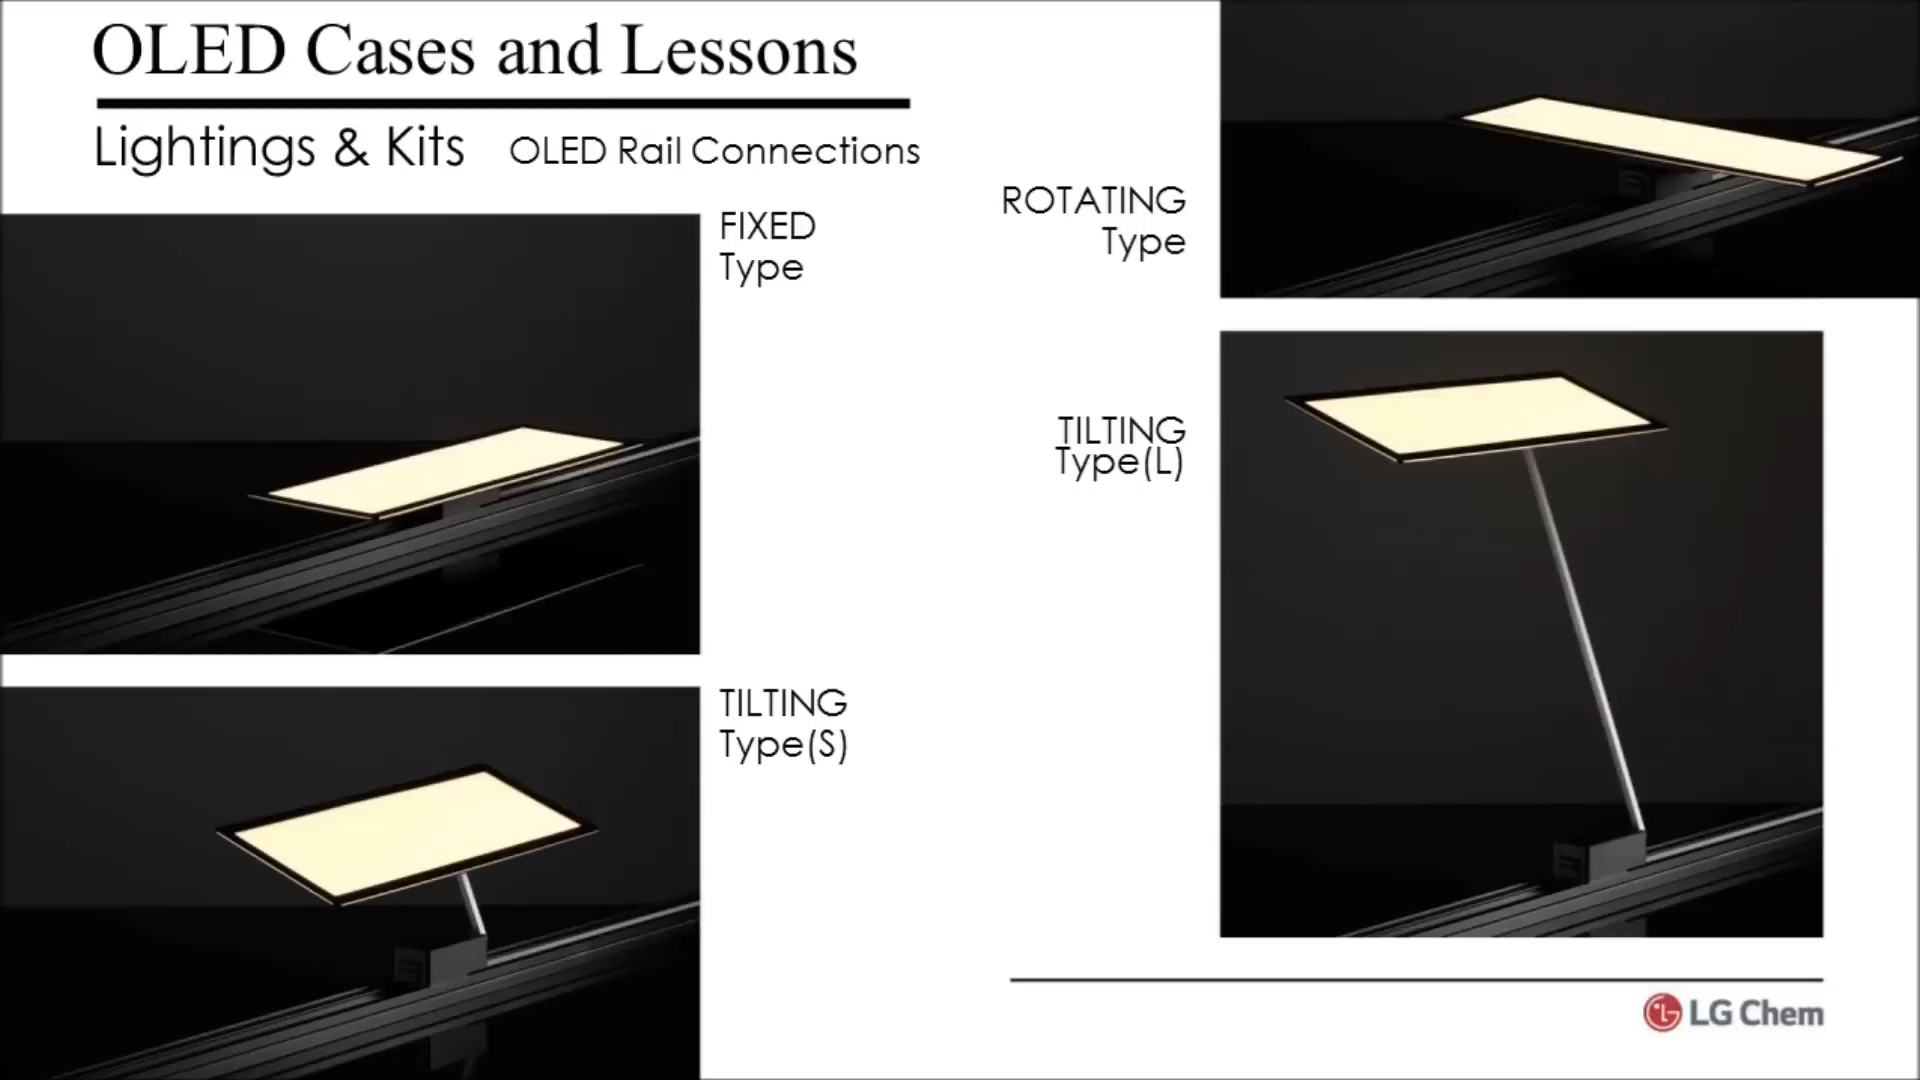 OLED Cases and Lessons
Lightings & Kits OLED Rail Connections
FIXED
Type
ROTATING
Type
TILTING
Type(L)
TILTING
Type(S)
LG Chem